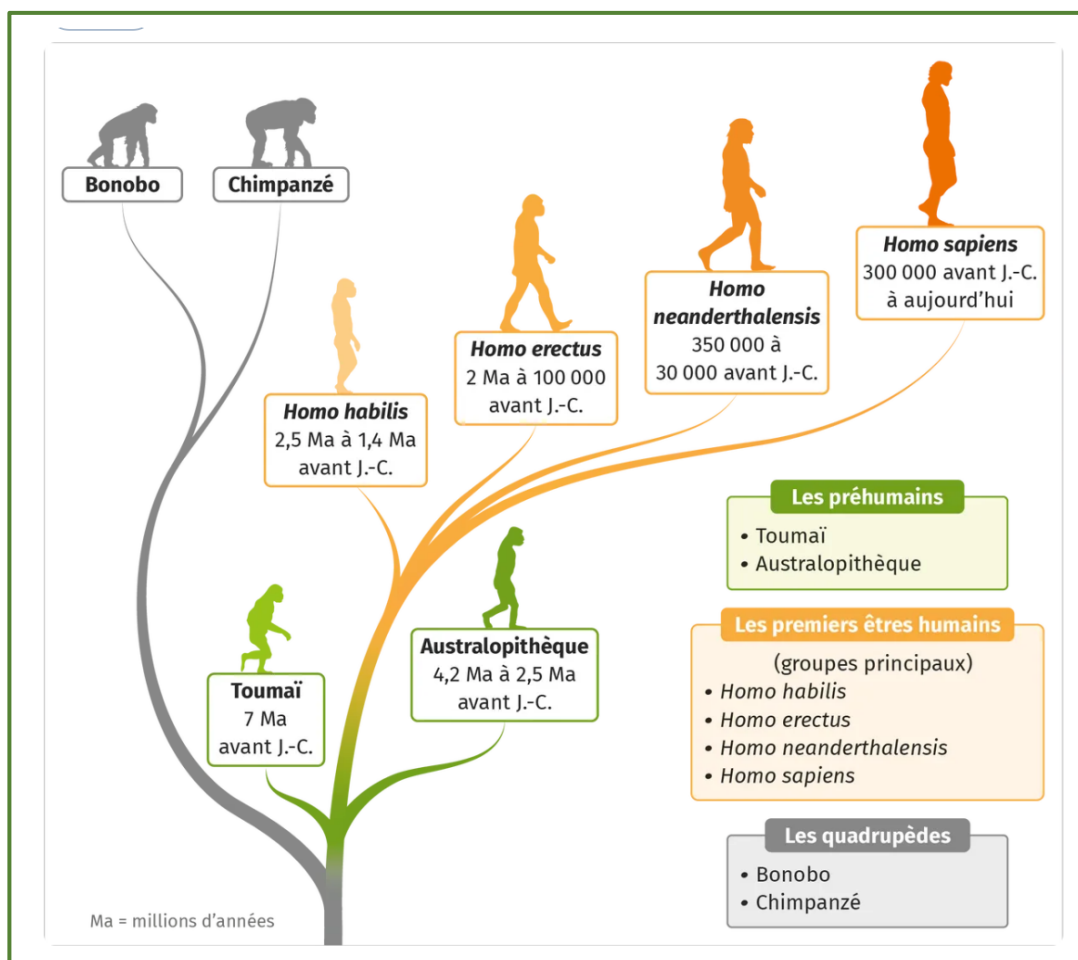 Bonobo
Chimpanzé
Homo sapiens
300 000 avant J.-C.
à aujourd’hui
Homo
neanderthalensis
350 000 à
30 000 avant J.-C.
Homo erectus
2 Ma à 100 000
avant J.-C.
Homo habilis
2,5 Ma à 1,4 Ma
avant J.-C.
Australopithèque
4,2 Ma à 2,5 Ma
avant J.-C.
Toumaï
7 Ma
avant J.-C.
Les préhumains
• Toumaï
• Australopithèque
Les premiers êtres humains
(groupes principaux)
• Homo habilis
• Homo erectus
• Homo neanderthalensis
• Homo sapiens
Les quadrupèdes
• Bonobo
• Chimpanzé
Ma = millions d’années